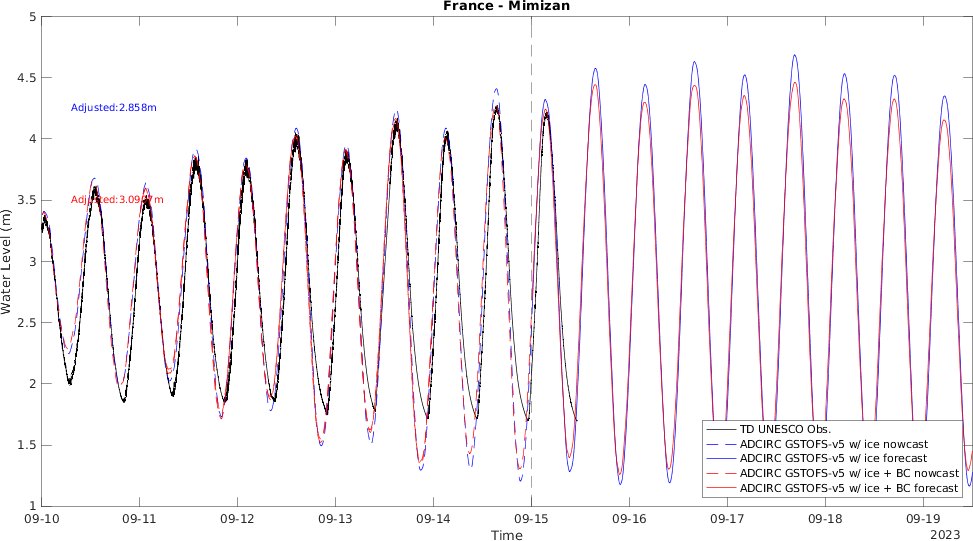 France - Mimizan
5
4.5
4
3.5
3
2.5
2
1.5
1
Water Level (m)
Adjusted:2.858m
TD UNESCO Obs.
ADCIRC GSTOFS-v5 w/ ice nowcast
ADCIRC GSTOFS-v5 w/ ice forecast
ADCIRC GSTOFS-v5 w/ ice + BC nowcast
ADCIRC GSTOFS-v5 w/ ice + BC forecast
09-10 09-11 09-12 09-13 09-14 09-15 09-16 09-17 09-18 09-19
Time
2023